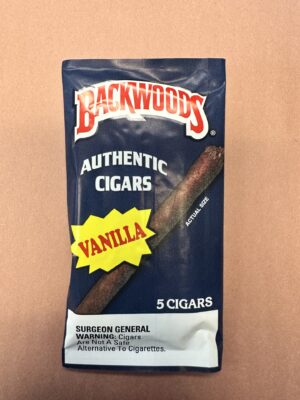 BACKWOODS®
AUTHENTIC
CIGARS
ACTUAL SIZE
VANILLA
5 CIGARS
SURGEON GENERAL
WARNING: Cigars
Are Not A Safe
Alternative To Cigarettes.